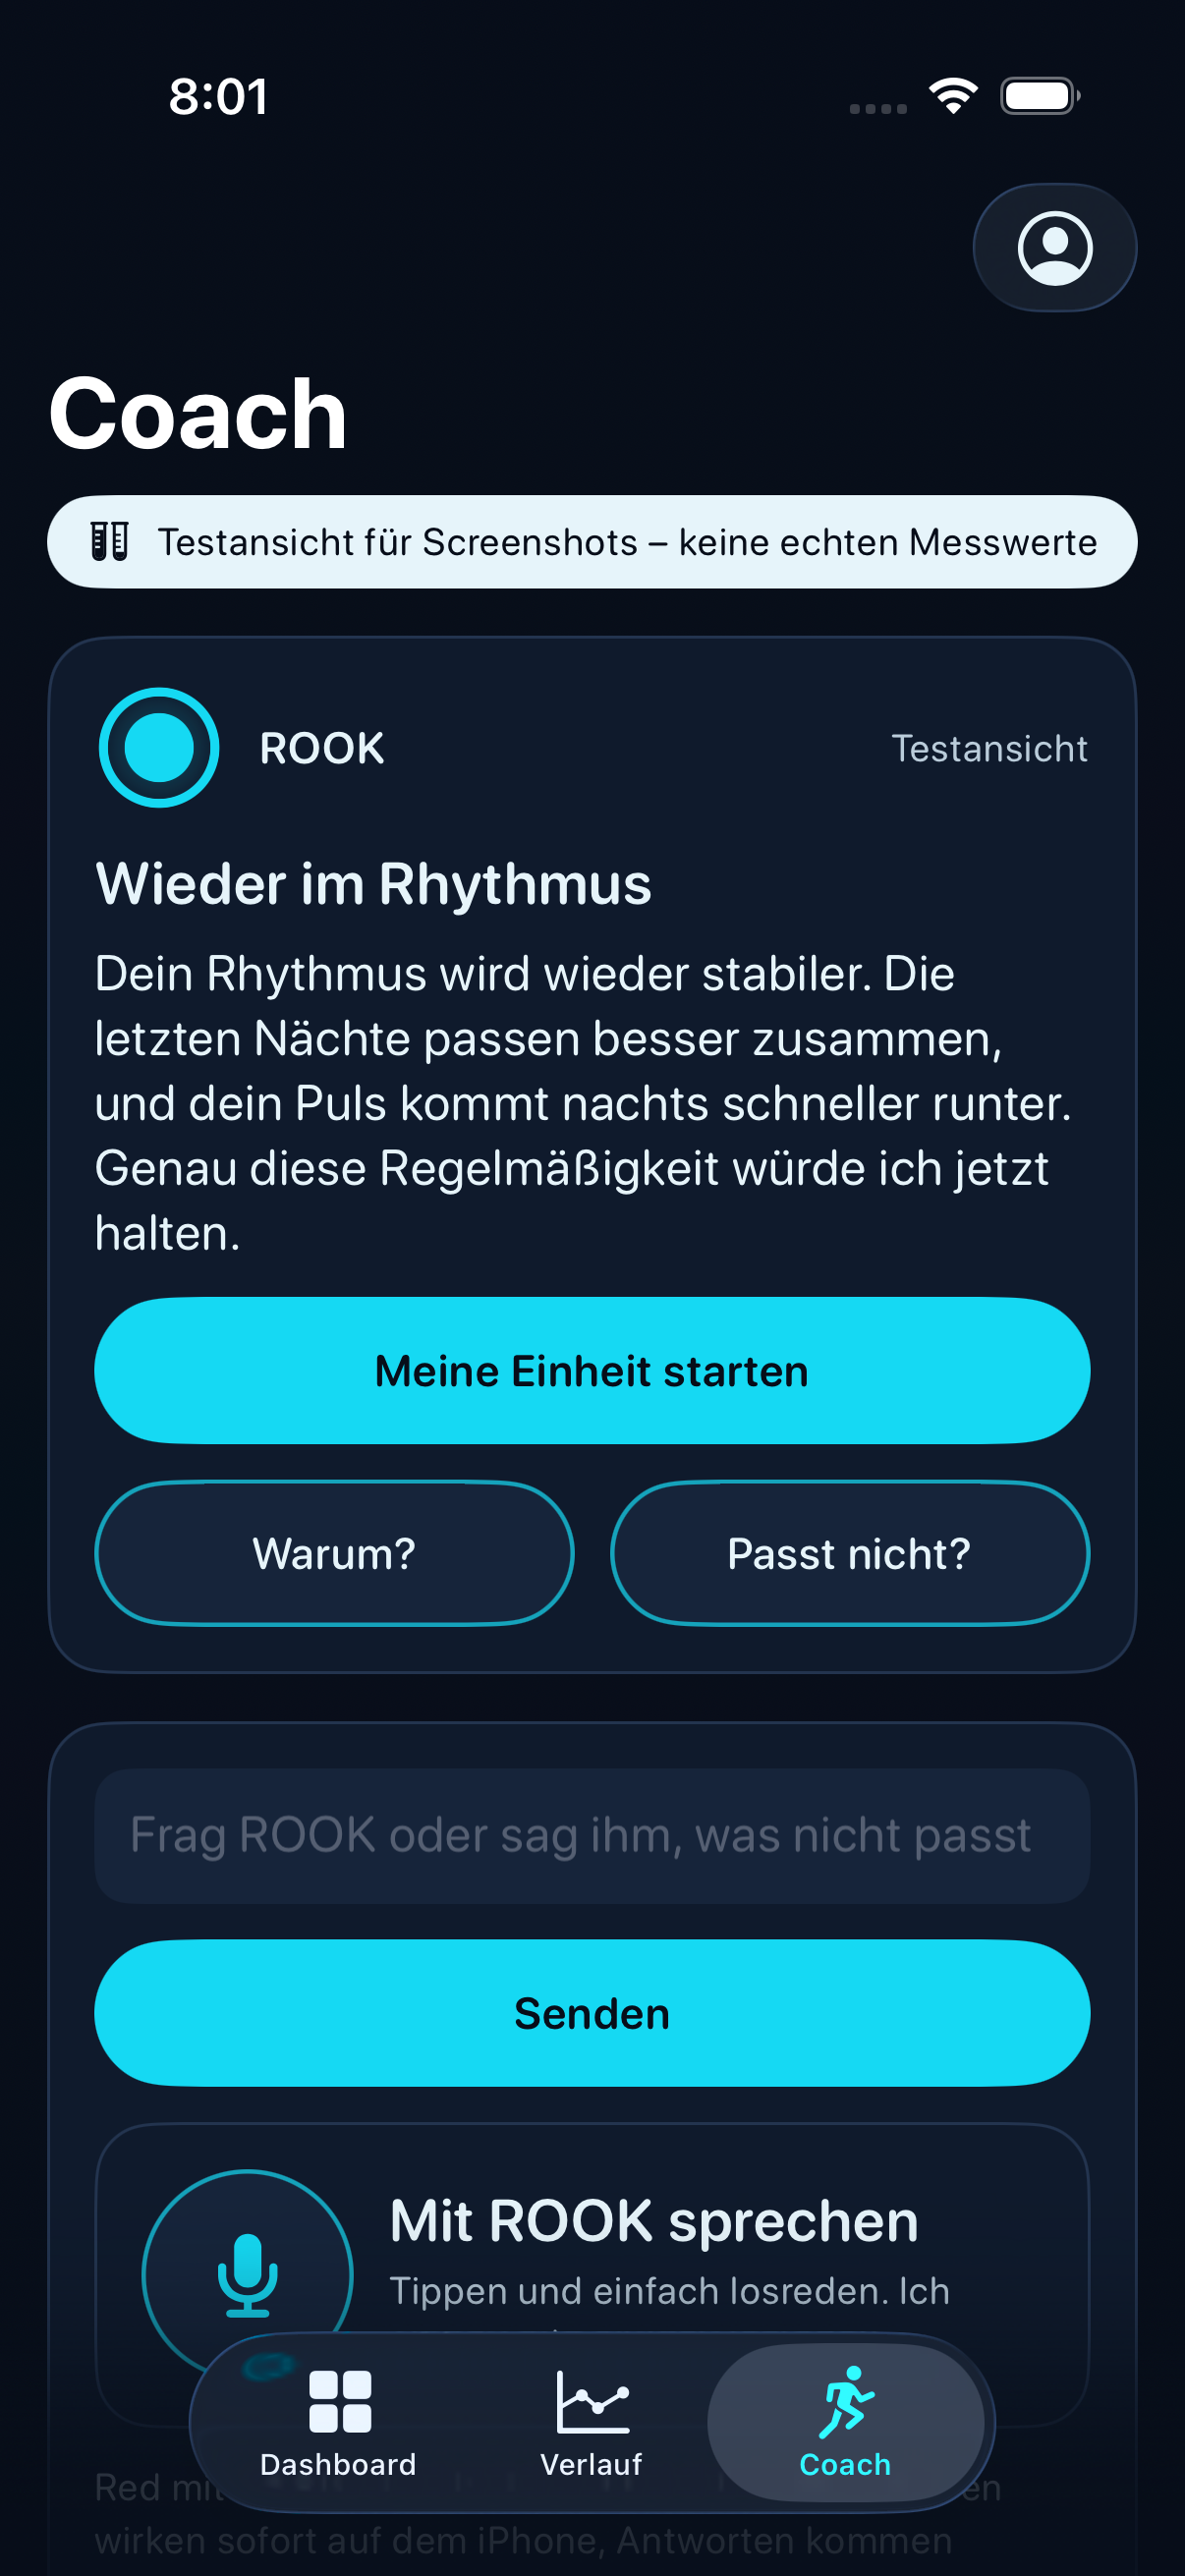 8:01
Coach
Testansicht für Screenshots – keine echten Messwerte
ROOK
Testansicht
Wieder im Rhythmus
Dein Rhythmus wird wieder stabiler. Die
letzten Nächte passen besser zusammen,
und dein Puls kommt nachts schneller runter.
Genau diese Regelmäßigkeit würde ich jetzt
halten.
Meine Einheit starten
Warum?
Passt nicht?
Frag ROOK oder sag ihm, was nicht passt
Senden
Mit ROOK sprechen
Tippen und einfach losreden. Ich
Dashboard
Verlauf
Coach
Red mit
wirken sofort auf dem iPhone, Antworten kommen